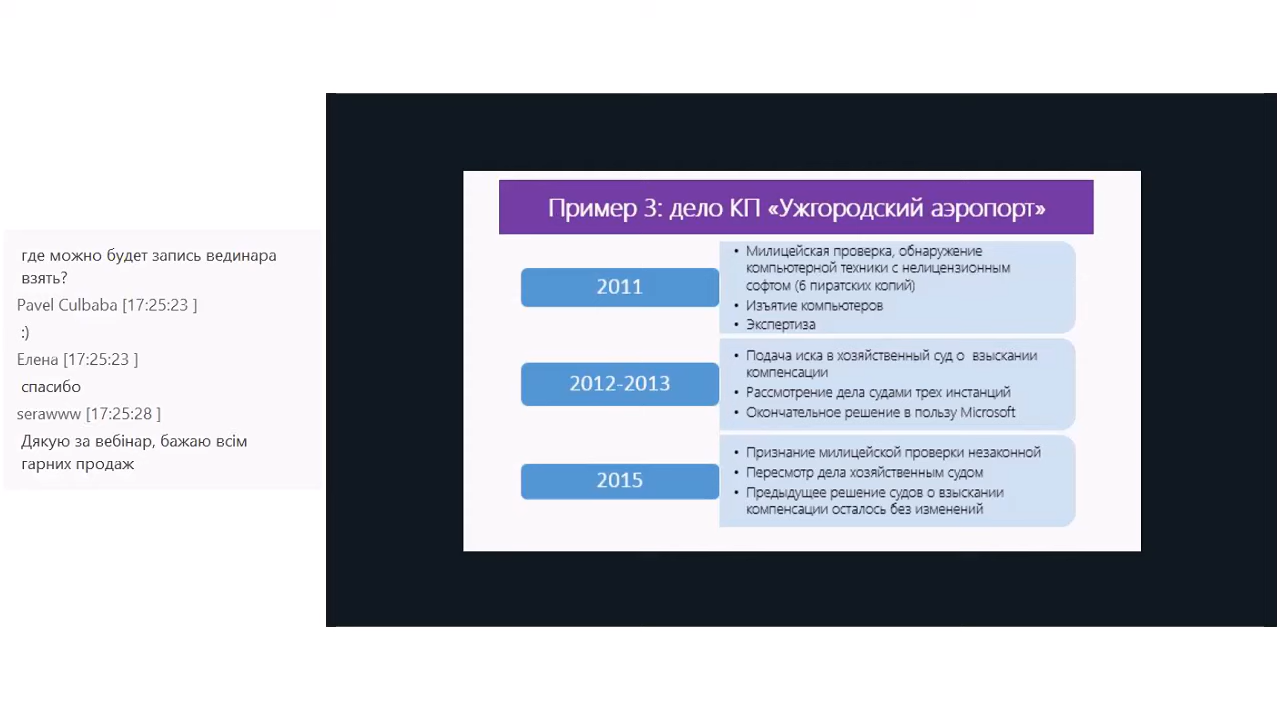 где можно будет запись вединара
взять?
Pavel Culbaba [17:25:23 ]
:)
Елена [17:25:23 ]
спасибо
serawww [17:25:28 ]
Дякую за вебінар, бажаю всім
гарних продаж
Пример 3: дело КП «Ужгородский аэропорт»
2011
• Милицейская проверка, обнаружение
компьютерной техники с нелицензионным
софтом (6 пиратских копий)
• Изъятие компьютеров
• Экспертиза
2012-2013
• Подача иска в хозяйственный суд о взыскании
компенсации
• Рассмотрение дела судами трех инстанций
• Окончательное решение в пользу Microsoft
2015
• Признание милицейской проверки незаконной
• Пересмотр дела хозяйственным судом
• Предыдущее решение судов о взыскании
компенсации осталось без изменений